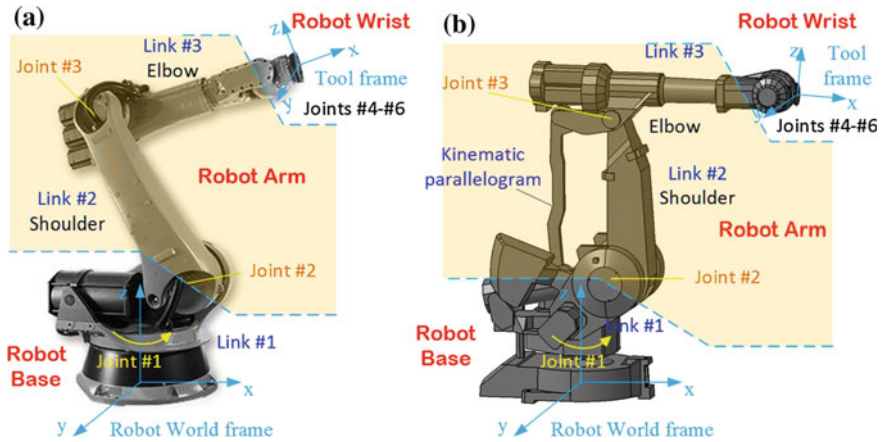 (a)
Robot Wrist
z
x
Link #3
Elbow
Joint #3
Tool frame
y
Joints #4-#6
Robot Arm
Link #2
Shoulder
Joint #2
z
Link #1
Robot
Base
Joint #1
x
y
Robot World frame
(b)
Robot Wrist
Link #3
z
Tool
frame
Joint #3
x
y
Joints #4-#6
Elbow
Kinematic
parallelogram
Link #2
Shoulder
Robot Arm
Joint #2
z
Link #1
Robot
Base
Joint #1
x
y
Robot World frame